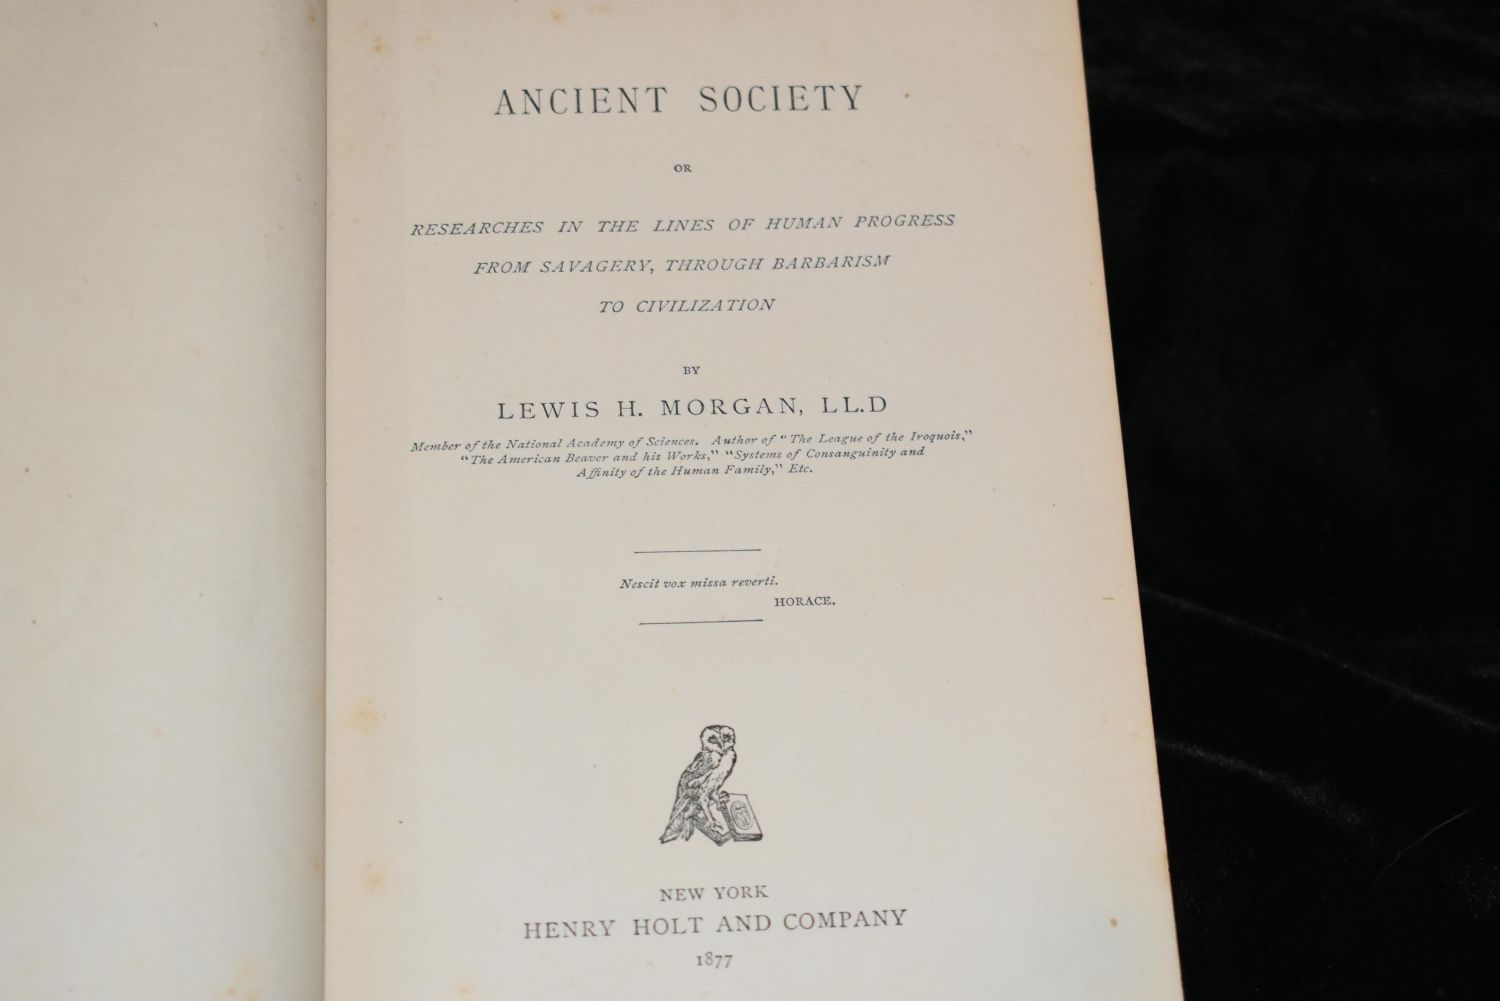 ANCIENT SOCIETY
OR
RESEARCHES IN THE LINES OF HUMAN PROGRESS
FROM SAVAGERY, THROUGH BARBARISM
TO CIVILIZATION
BY
LEWIS H. MORGAN, LL.D
Member of the National Academy of Sciences. Author of "The League of the Iroquois,"
"The American Beaver and his Works," "Systems of Consanguinity and
Affinity of the Human Family," Etc.
Nescit vox missa reverti.
HORACE.
NEW YORK
HENRY HOLT AND COMPANY
1877